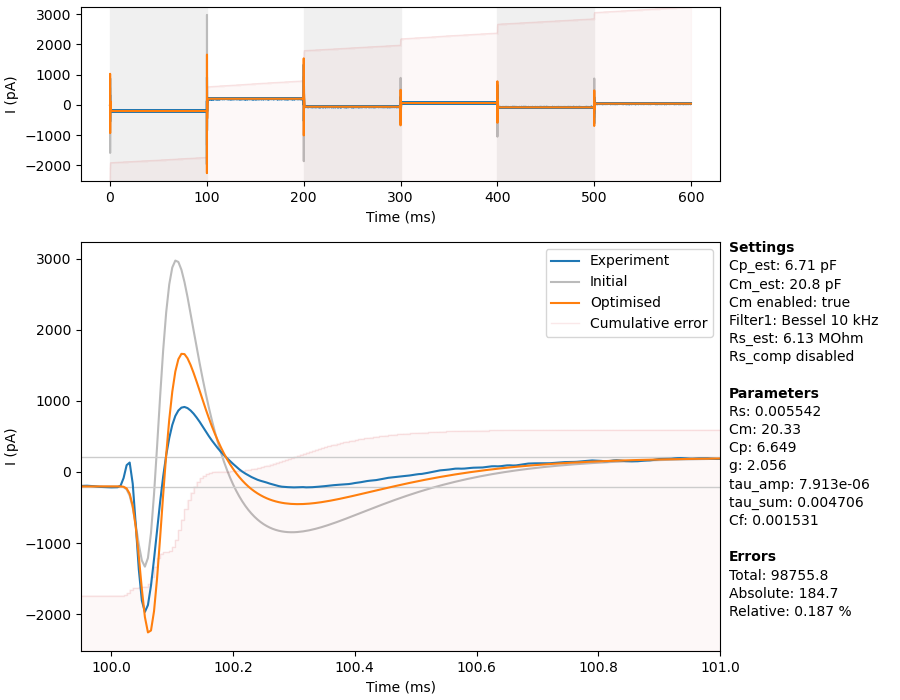 3000
2000
1000
0
−1000
−2000
I (pA)
0
100
200
300
400
500
600
Time (ms)
3000
2000
1000
0
−1000
−2000
I (pA)
Experiment
Initial
Optimised
Cumulative error
100.0
100.2
100.4
100.6
100.8
101.0
Time (ms)
Settings
Cp_est: 6.71 pF
Cm_est: 20.8 pF
Cm enabled: true
Filter1: Bessel 10 kHz
Rs_est: 6.13 MOhm
Rs_comp disabled
Parameters
Rs: 0.005542
Cm: 20.33
Cp: 6.649
g: 2.056
tau_amp: 7.913e-06
tau_sum: 0.004706
Cf: 0.001531
Errors
Total: 98755.8
Absolute: 184.7
Relative: 0.187 %